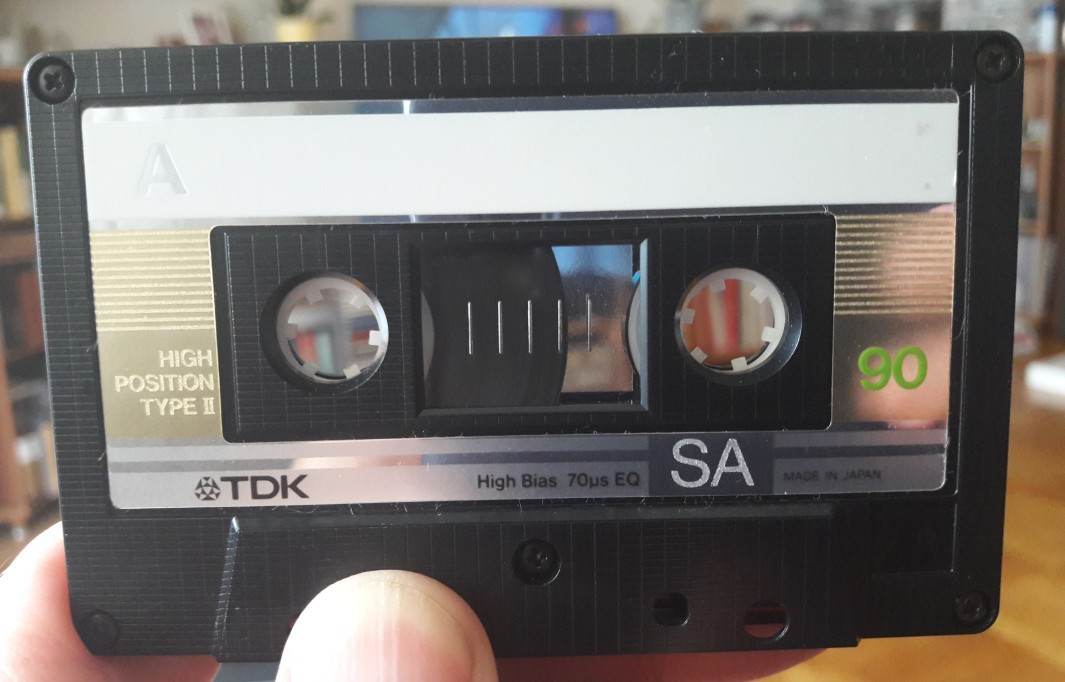 A
HIGH
POSITION
TYPE II
90
TDK
High Bias 70µs EQ
SA
MADE IN JAPAN